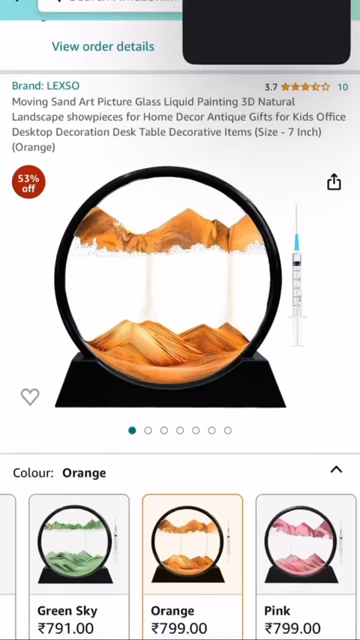 View order details
Brand: LEXSO
3.7 10
Moving Sand Art Picture Glass Liquid Painting 3D Natural
Landscape showpieces for Home Decor Antique Gifts for Kids Office
Desktop Decoration Desk Table Decorative Items (Size - 7 Inch)
(Orange)
53%
off
Colour: Orange
Green Sky
Orange
Pink
₹791.00
₹799.00
₹799.00